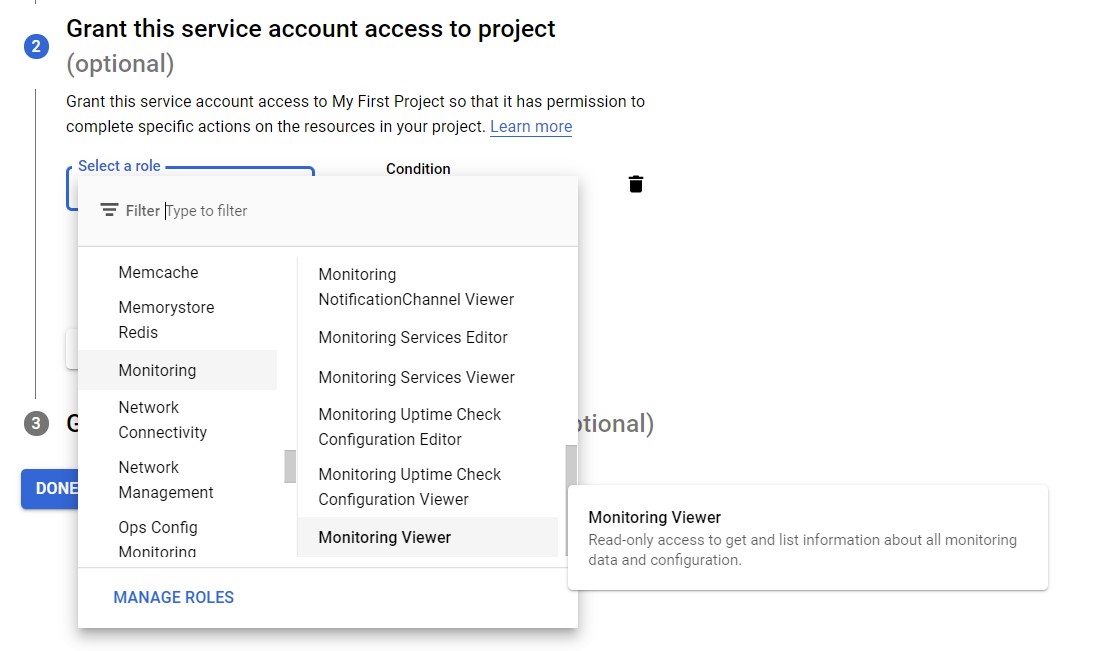 2
Grant this service account access to project
(optional)
Grant this service account access to My First Project so that it has permission to
complete specific actions on the resources in your project. Learn more
Select a role
Condition
Filter Type to filter
Memcache
Memorystore
Redis
Monitoring
Network
Connectivity
Network
Management
Ops Config
Monitoring
Monitoring
NotificationChannel Viewer
Monitoring Services Editor
Monitoring Services Viewer
Monitoring Uptime Check
Configuration Editor
Monitoring Uptime Check
Configuration Viewer
Monitoring Viewer
MANAGE ROLES
Monitoring Viewer
Read-only access to get and list information about all monitoring
data and configuration.
3
DONE